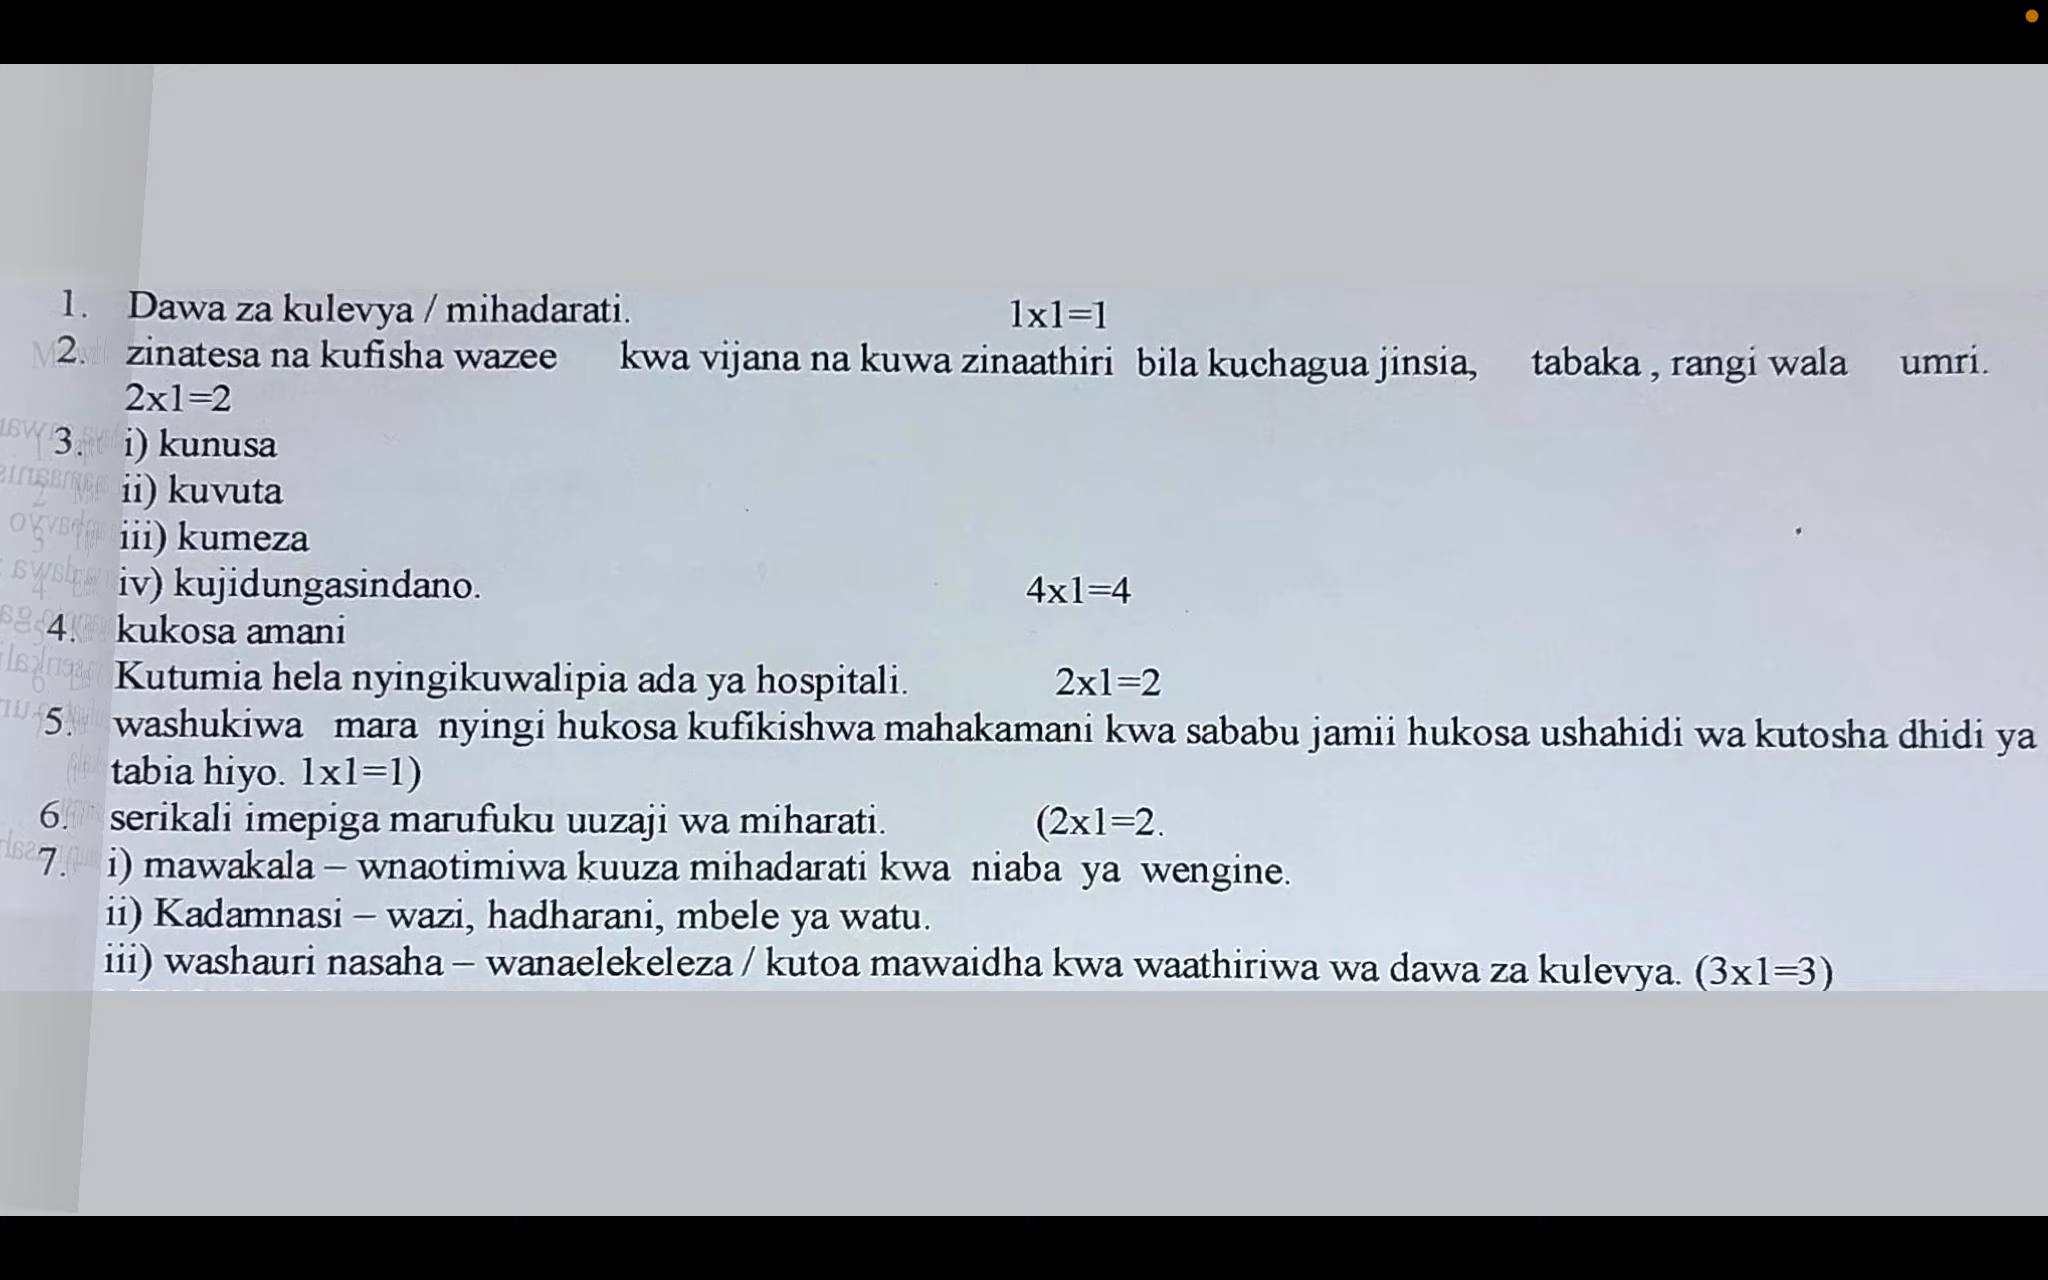 1. Dawa za kulevya / mihadarati. 1x1=1
2. zinatesa na kufisha wazee kwa vijana na kuwa zinaathiri bila kuchagua jinsia, tabaka , rangi wala umri.
2x1=2
3. i) kunusa
ii) kuvuta
iii) kumeza
iv) kujidungasindano. 4x1=4
4. kukosa amani
Kutumia hela nyingikuwalipia ada ya hospitali. 2x1=2
5. washukiwa mara nyingi hukosa kufikishwa mahakamani kwa sababu jamii hukosa ushahidi wa kutosha dhidi ya
tabia hiyo. 1x1=1)
6. serikali imepiga marufuku uuzaji wa miharati. (2x1=2.
7. i) mawakala – wnaotimiwa kuuza mihadarati kwa niaba ya wengine.
ii) Kadamnasi – wazi, hadharani, mbele ya watu.
iii) washauri nasaha – wanaelekeleza / kutoa mawaidha kwa waathiriwa wa dawa za kulevya. (3x1=3)